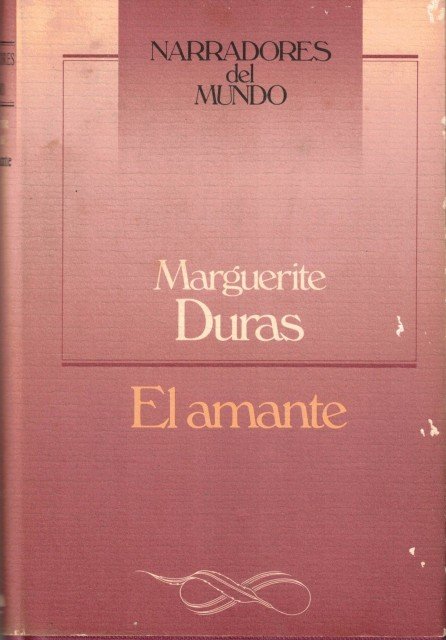 NARRADORES
del
MUNDO
Marguerite
Duras
El amante